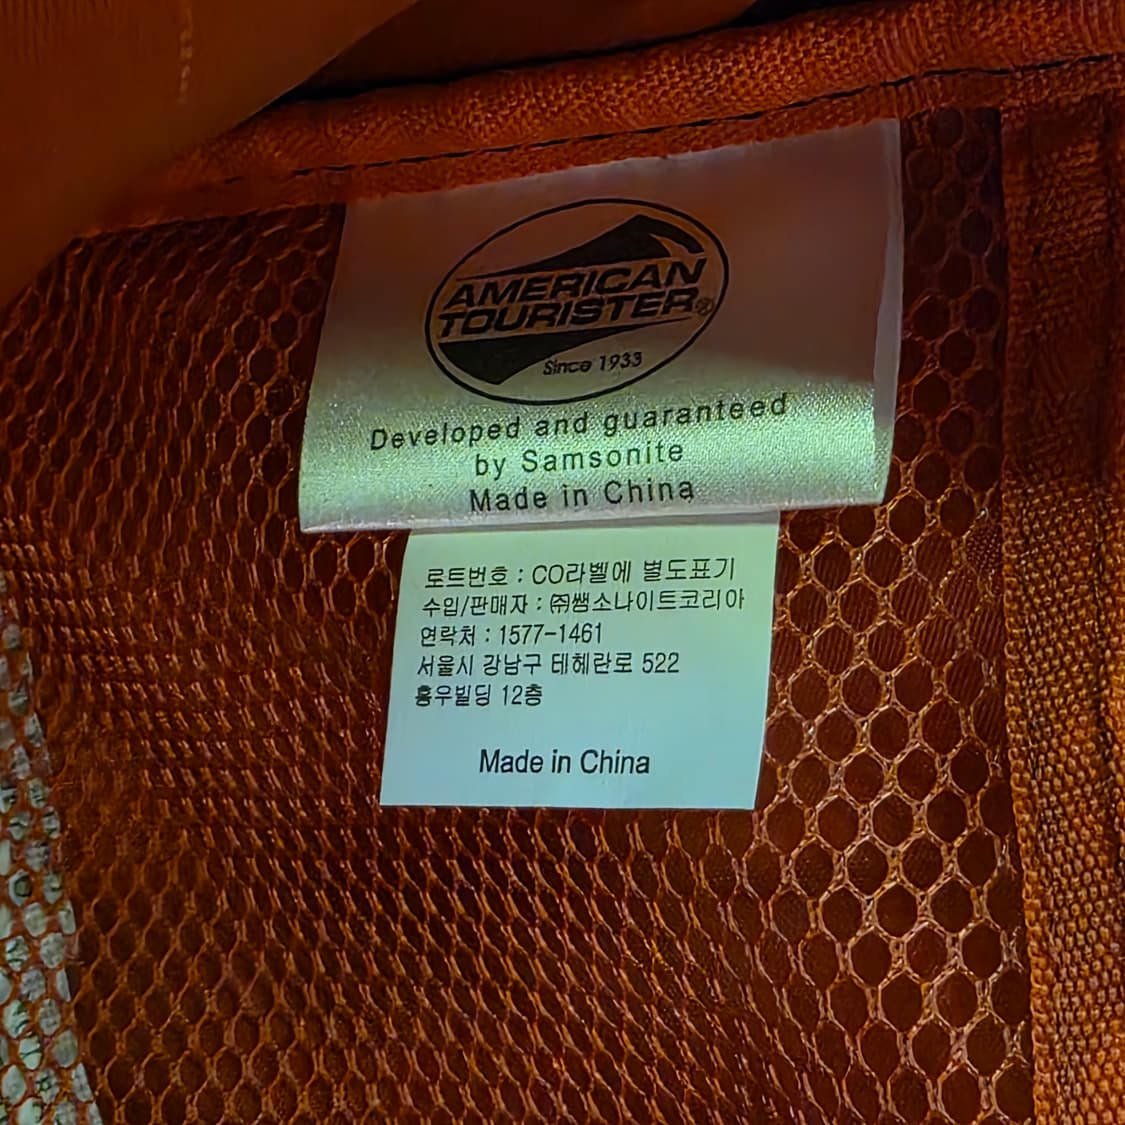 AMERICAN
TOURISTER®
Since 1933
Developed and guaranteed
by Samsonite
Made in China
로트번호 : CO라벨에 별도표기
수입/판매자 : ㈜쌤소나이트코리아
연락처 : 1577-1461
서울시 강남구 테헤란로 522
홍우빌딩 12층
Made in China